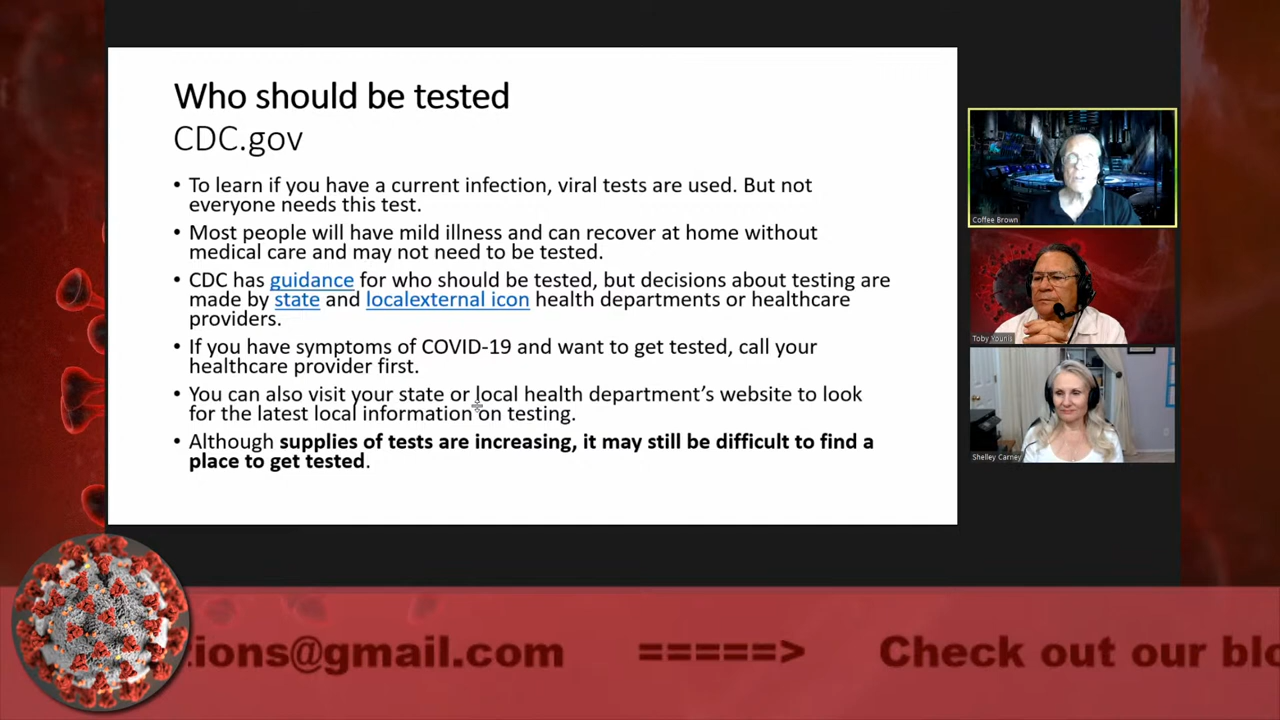 Who should be tested
CDC.gov
• To learn if you have a current infection, viral tests are used. But not
everyone needs this test.
• Most people will have mild illness and can recover at home without
medical care and may not need to be tested.
• CDC has guidance for who should be tested, but decisions about testing are
made by state and localexternal icon health departments or healthcare
providers.
• If you have symptoms of COVID-19 and want to get tested, call your
healthcare provider first.
• You can also visit your state or local health department’s website to look
for the latest local information on testing.
• Although supplies of tests are increasing, it may still be difficult to find a
place to get tested.
Coffee Brown
Toby Younis
Shelley Carney
tions@gmail.com =====> Check out our blo